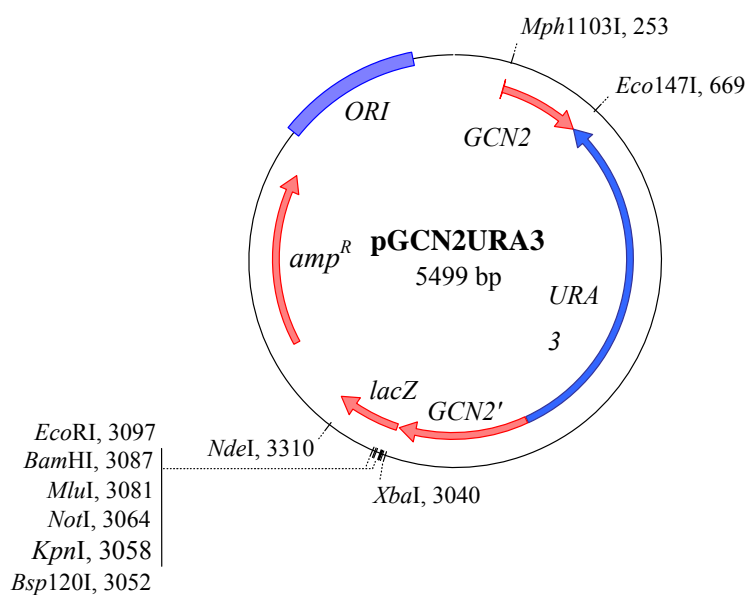 Mph1103I, 253
Eco147I, 669
ORI
GCN2
pGCN2URA3
5499 bp
ampR
URA
3
lacZ
GCN2'
EcoRI, 3097
NdeI, 3310
BamHI, 3087
MluI, 3081
XbaI, 3040
NotI, 3064
KpnI, 3058
Bsp120I, 3052